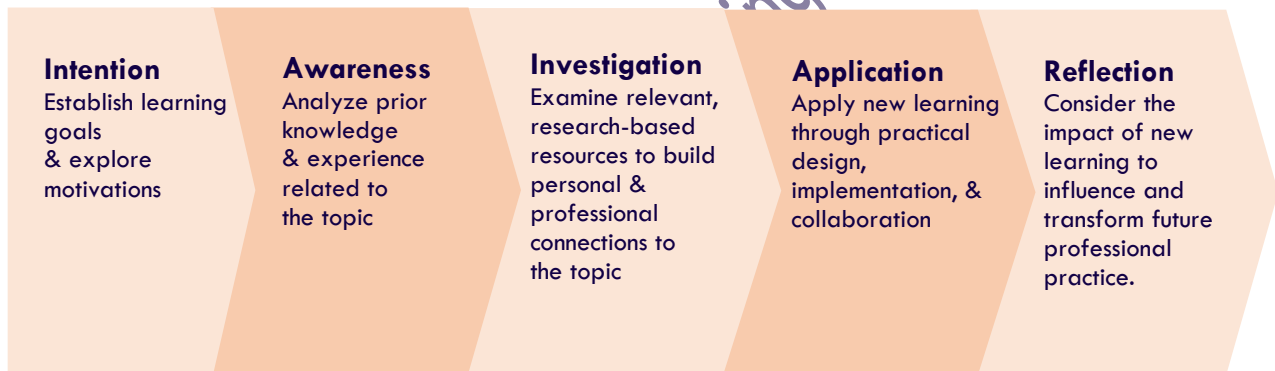 ing
Intention
Establish learning
goals
& explore
motivations
Awareness
Analyze prior
knowledge
& experience
related to
the topic
Investigation
Examine relevant,
research-based
resources to build
personal &
professional
connections to
the topic
Application
Apply new learning
through practical
design,
implementation, &
collaboration
Reflection
Consider the
impact of new
learning to
influence and
transform future
professional
practice.